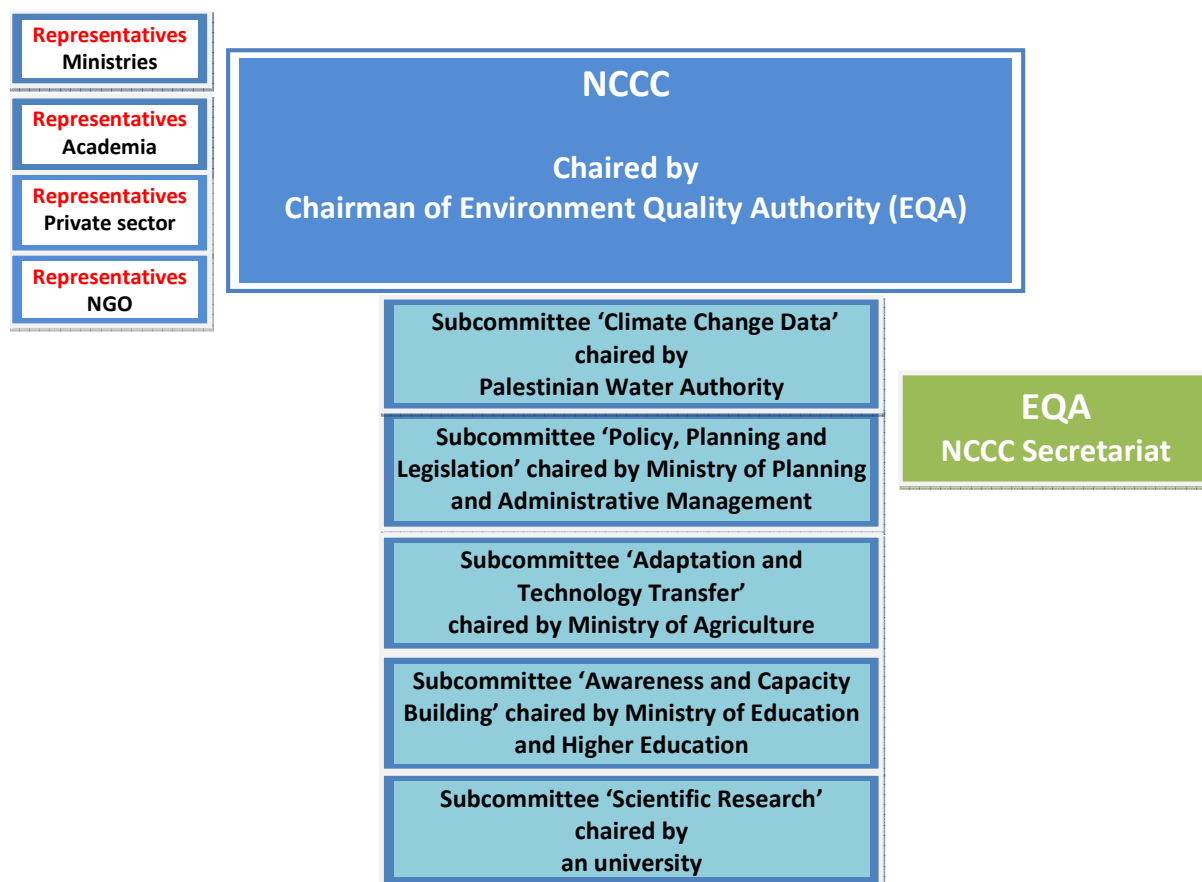 Representatives
Ministries
Representatives
Academia
Representatives
Private sector
Representatives
NGO
NCCC
Chaired by
Chairman of Environment Quality Authority (EQA)
Subcommittee ‘Climate Change Data’
chaired by
Palestinian Water Authority
Subcommittee ‘Policy, Planning and
Legislation’ chaired by Ministry of Planning
and Administrative Management
Subcommittee ‘Adaptation and
Technology Transfer’
chaired by Ministry of Agriculture
Subcommittee ‘Awareness and Capacity
Building’ chaired by Ministry of Education
and Higher Education
Subcommittee ‘Scientific Research’
chaired by
an university
EQA
NCCC Secretariat